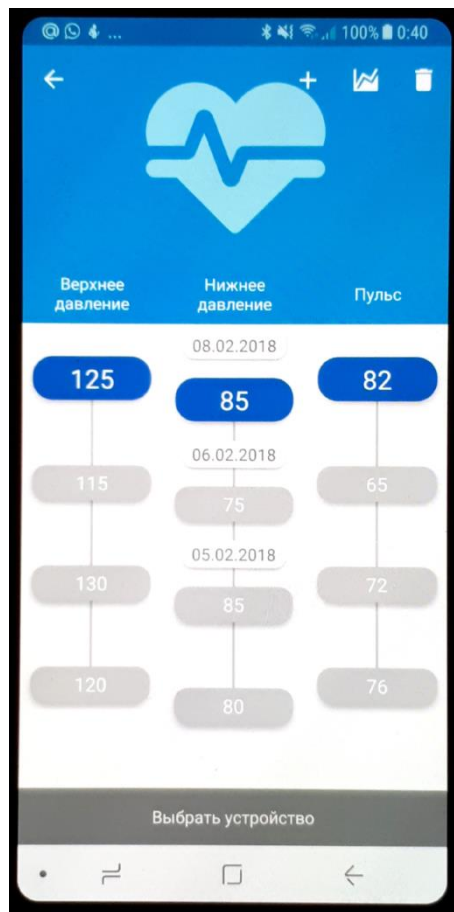 @ ... 100% 0:40
Верхнее
давление
Нижнее
давление
Пульс
08.02.2018
125 85 82
06.02.2018
115 75 65
05.02.2018
130 85 72
120 80 76
Выбрать устройство